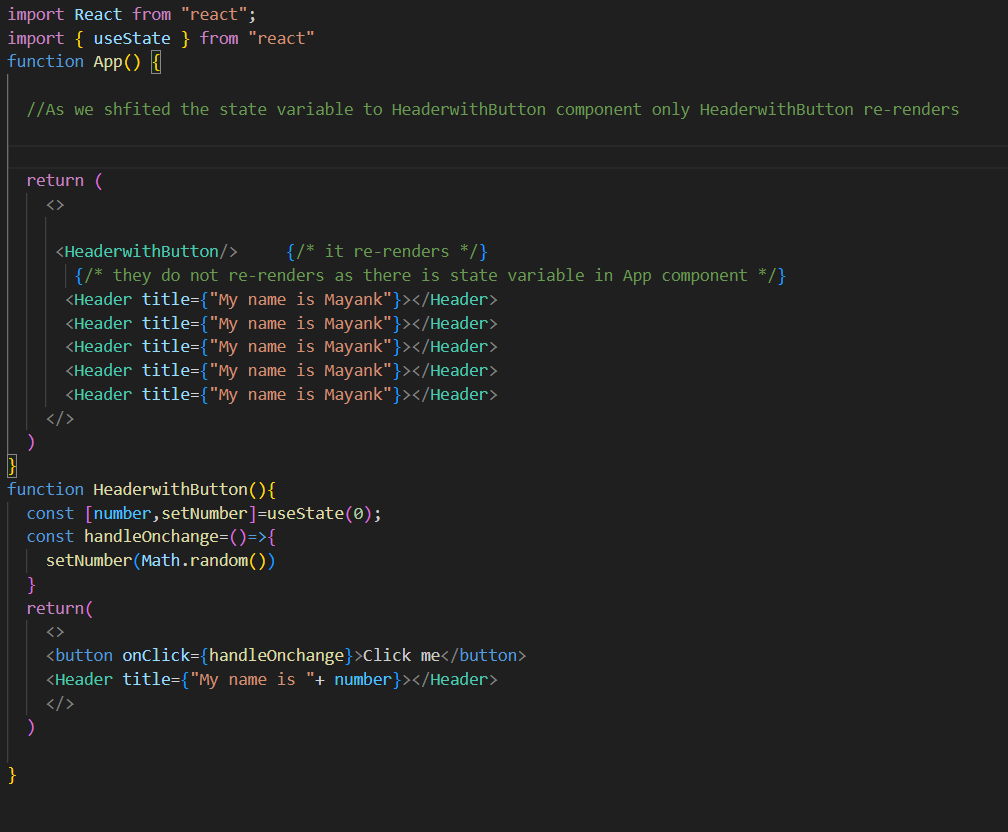 import React from "react";
import { useState } from "react"
function App() {
//As we shfited the state variable to HeaderwithButton component only HeaderwithButton re-renders
return (
<>
<HeaderwithButton/>     {/* it re-renders */}
{/* they do not re-renders as there is state variable in App component */}
<Header title={"My name is Mayank"}></Header>
<Header title={"My name is Mayank"}></Header>
<Header title={"My name is Mayank"}></Header>
<Header title={"My name is Mayank"}></Header>
<Header title={"My name is Mayank"}></Header>
</>
)
}
function HeaderwithButton(){
const [number,setNumber]=useState(0);
const handleOnchange=()=>{
setNumber(Math.random())
}
return(
<>
<button onClick={handleOnchange}>Click me</button>
<Header title={"My name is "+ number}></Header>
</>
)
}